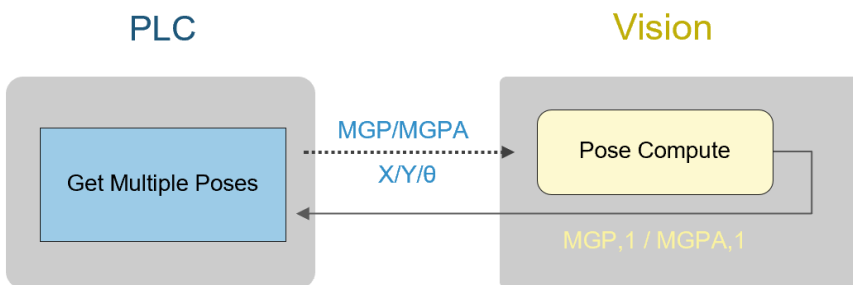 PLC
Vision
MGP/MGPA
X/Y/θ
Get Multiple Poses
Pose Compute
MGP,1 / MGPA,1